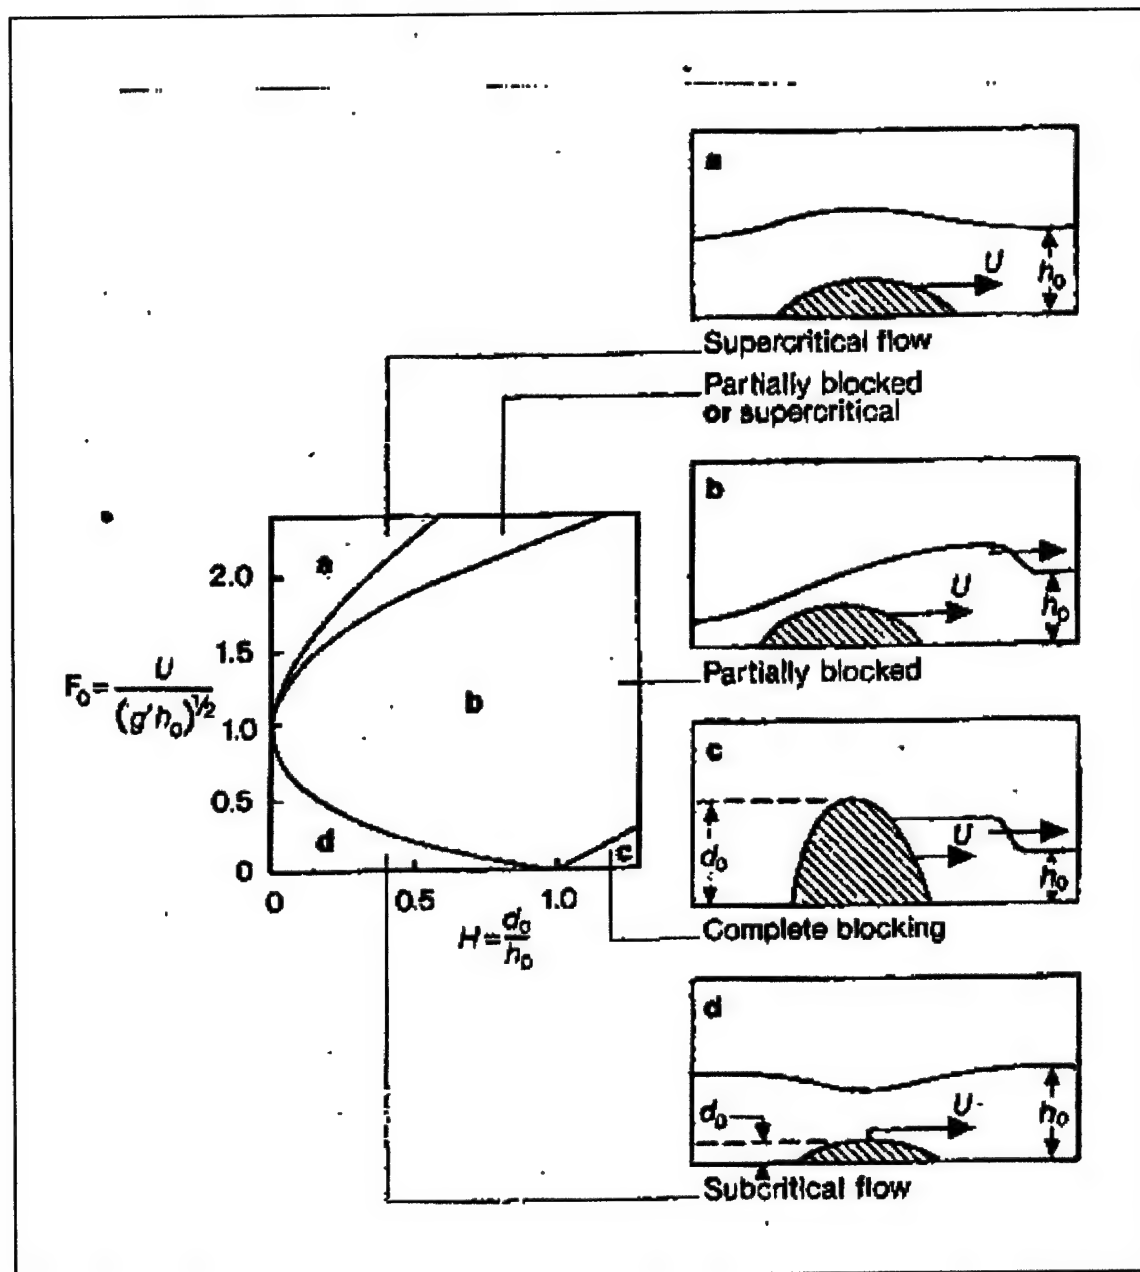 a
U
h₀
Supercritical flow
Partially blocked
or supercritical
b
U
h₀
Partially blocked
a
2.0
1.5
F₀ = U / (g'h₀)^½
b
1.0
0.5
d
c
0
0
0.5
1.0
H = d₀ / h₀
c
d₀
U
h₀
Complete blocking
d
d₀
U
h₀
Subcritical flow